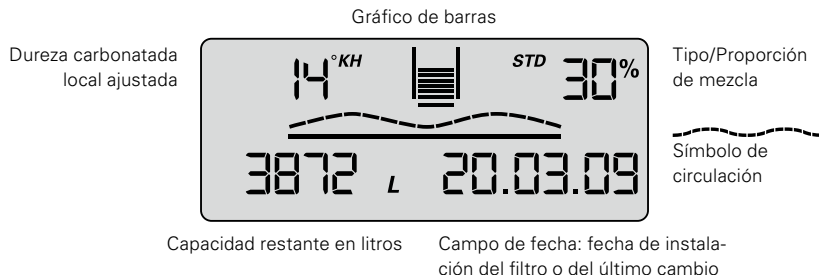 Gráfico de barras
Dureza carbonatada
local ajustada
14°KH
STD 30%
Tipo/Proporción
de mezcla
Símbolo de
circulación
3872 L 20.03.09
Capacidad restante en litros
Campo de fecha: fecha de instala-
ción del filtro o del último cambio